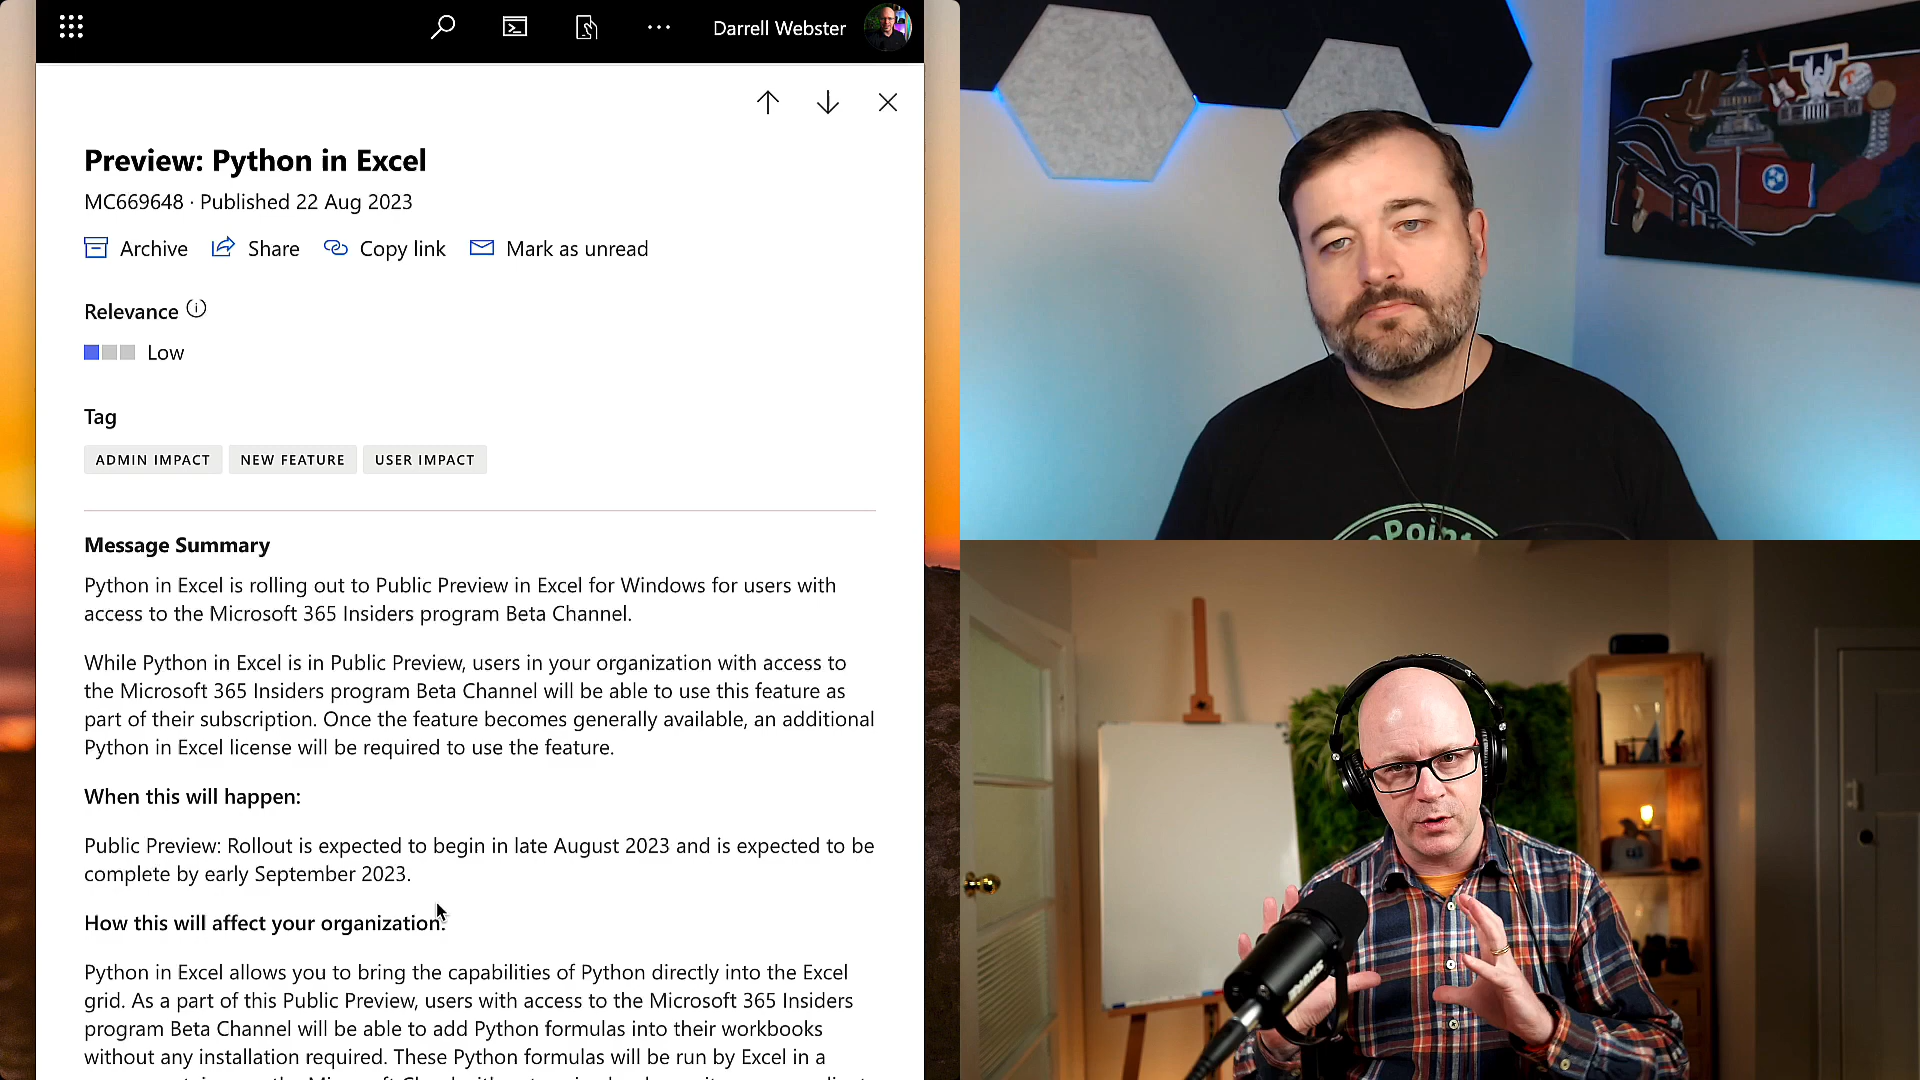 Darrell Webster
Preview: Python in Excel
MC669648 · Published 22 Aug 2023
Archive Share Copy link Mark as unread
Relevance
Low
Tag
ADMIN IMPACT NEW FEATURE USER IMPACT
Message Summary
Python in Excel is rolling out to Public Preview in Excel for Windows for users with
access to the Microsoft 365 Insiders program Beta Channel.
While Python in Excel is in Public Preview, users in your organization with access to
the Microsoft 365 Insiders program Beta Channel will be able to use this feature as
part of their subscription. Once the feature becomes generally available, an additional
Python in Excel license will be required to use the feature.
When this will happen:
Public Preview: Rollout is expected to begin in late August 2023 and is expected to be
complete by early September 2023.
How this will affect your organization:
Python in Excel allows you to bring the capabilities of Python directly into the Excel
grid. As a part of this Public Preview, users with access to the Microsoft 365 Insiders
program Beta Channel will be able to add Python formulas into their workbooks
without any installation required. These Python formulas will be run by Excel in a